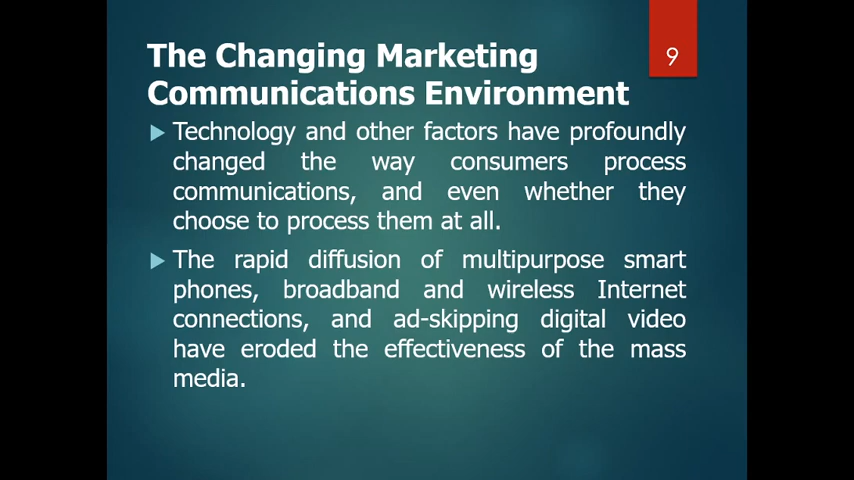 The Changing Marketing
Communications Environment
9
Technology and other factors have profoundly
changed the way consumers process
communications, and even whether they
choose to process them at all.
The rapid diffusion of multipurpose smart
phones, broadband and wireless Internet
connections, and ad-skipping digital video
have eroded the effectiveness of the mass
media.